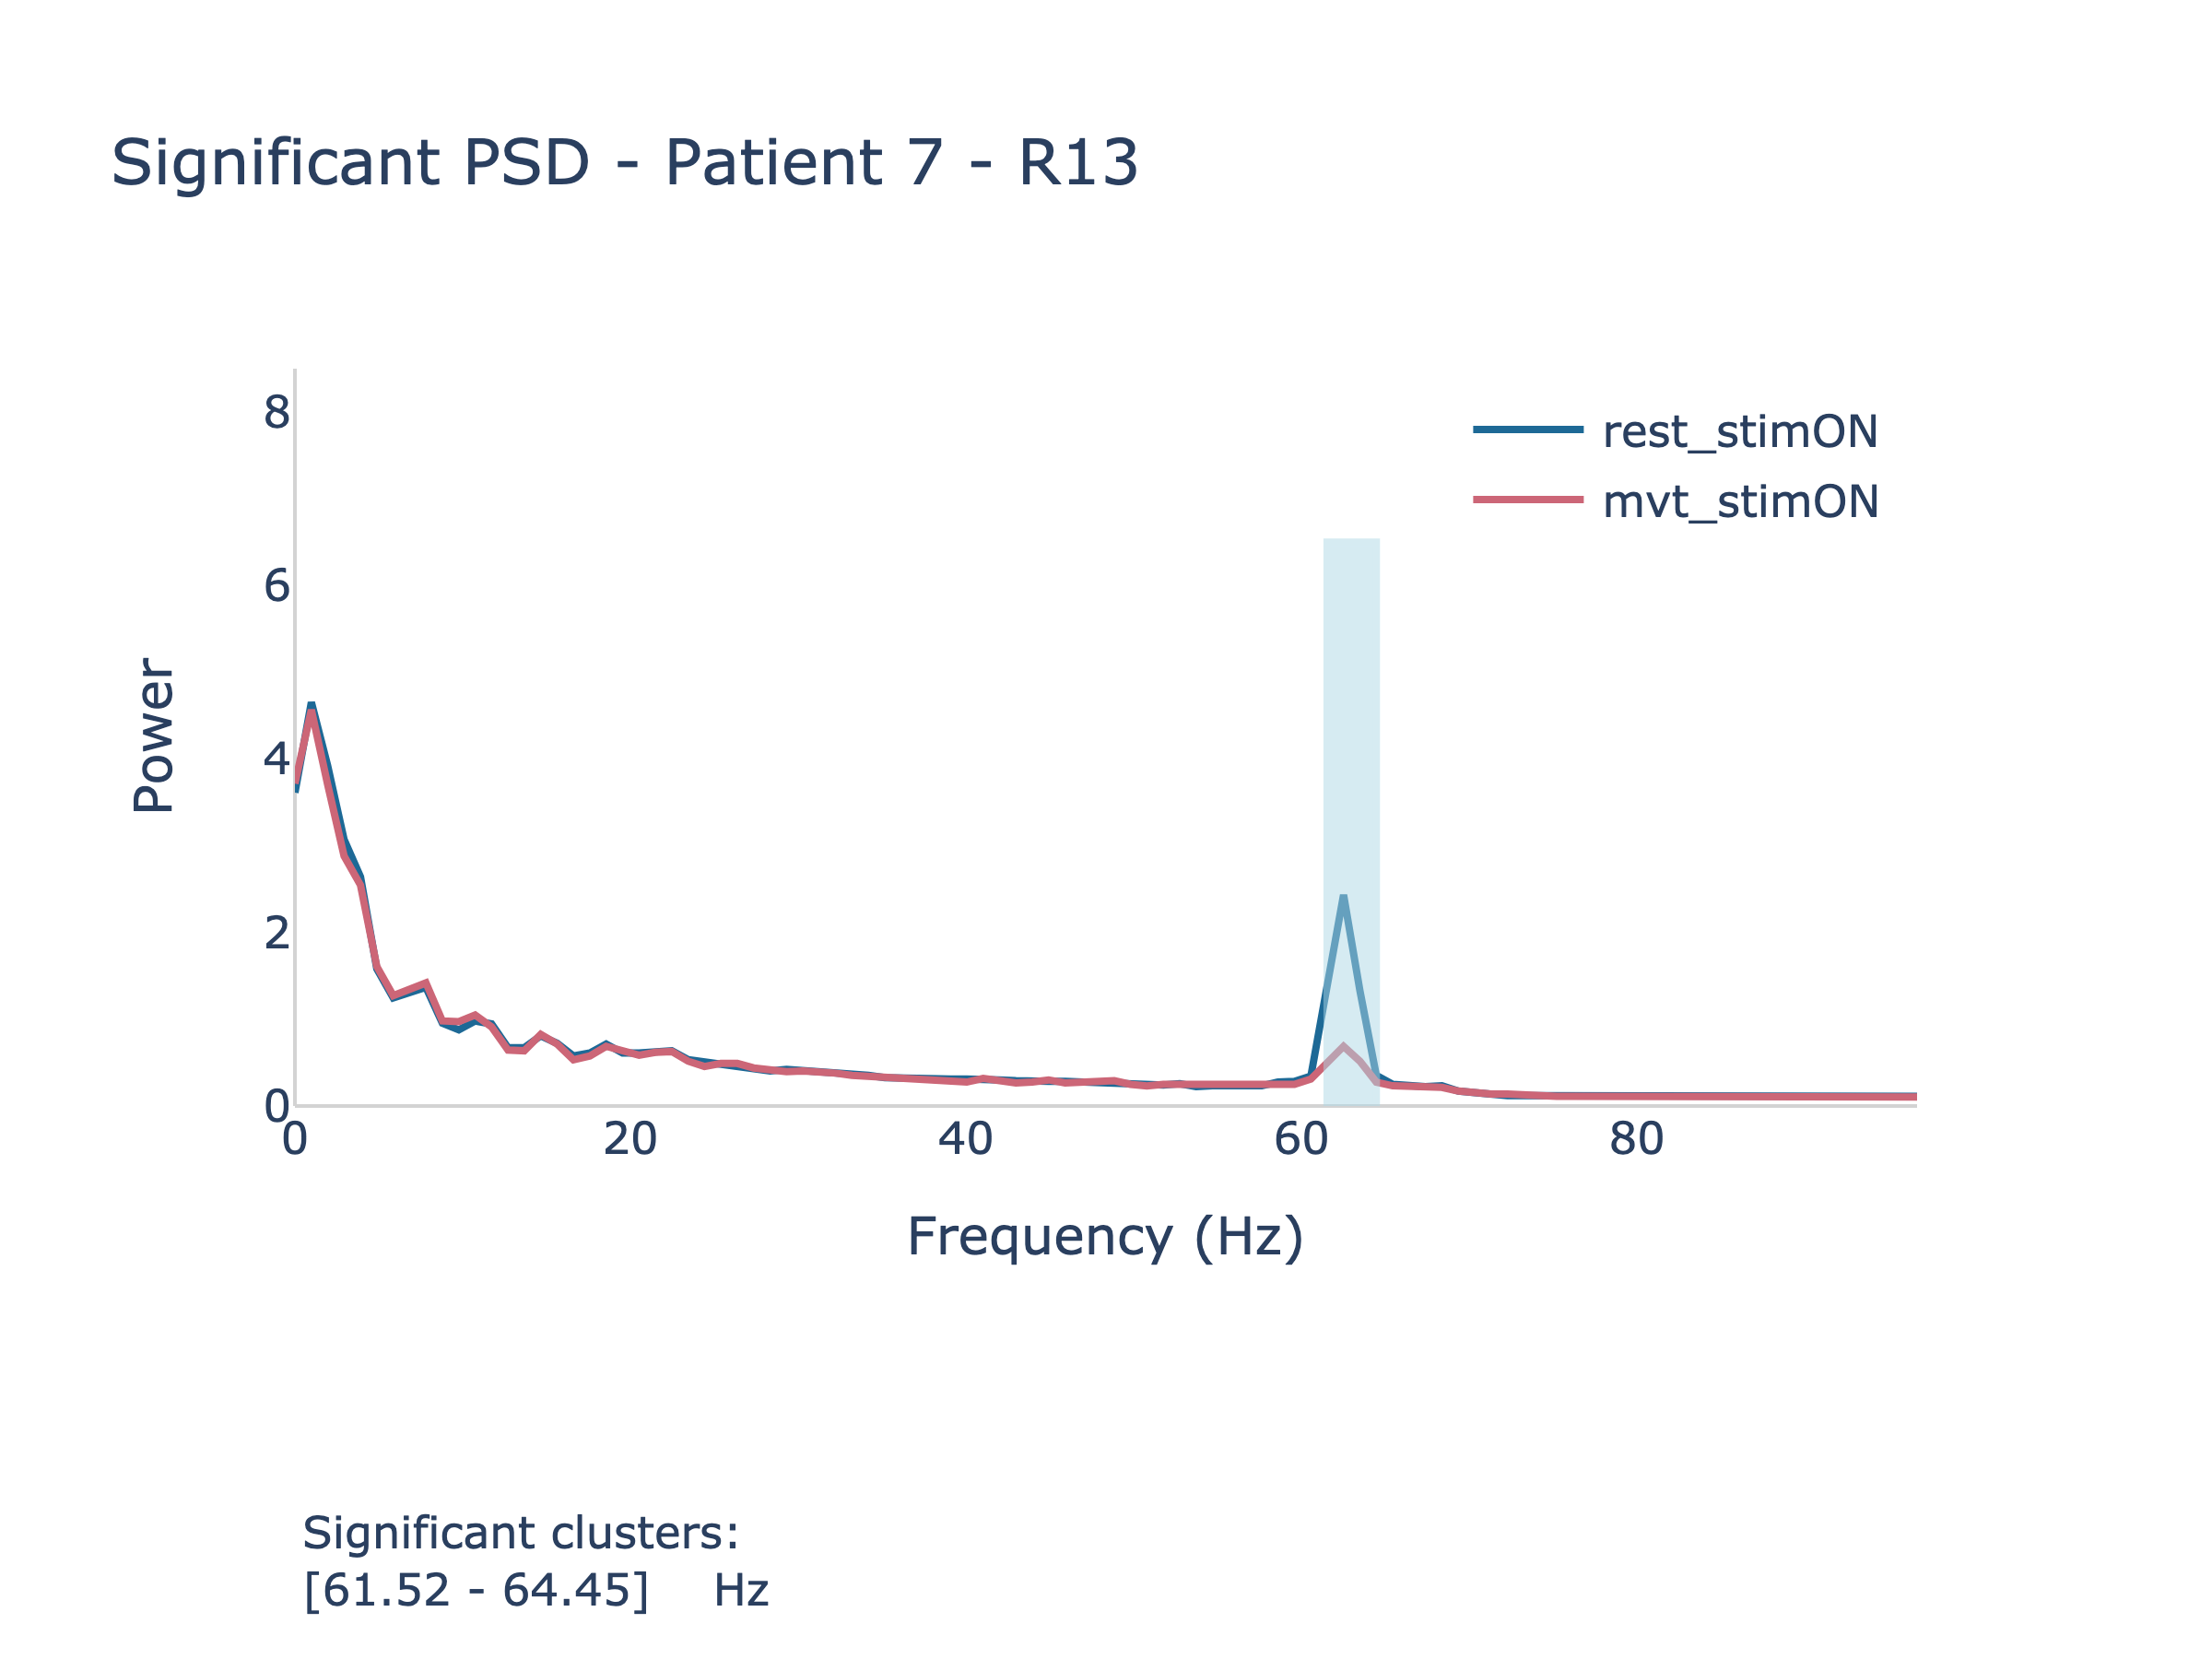 Significant PSD - Patient 7 - R13
rest_stimON
mvt_stimON
8
6
4
2
0
Power
0 20 40 60 80
Frequency (Hz)
Significant clusters:
[61.52 - 64.45] Hz